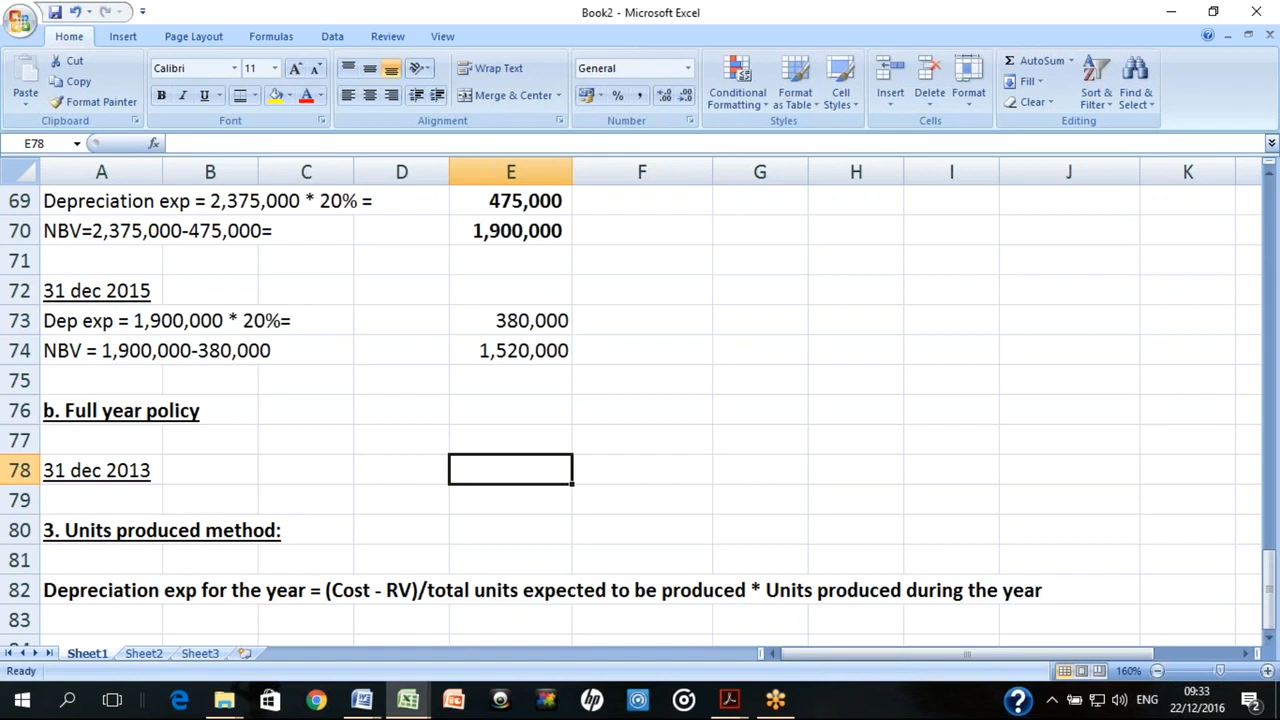 Book2 - Microsoft Excel
Home Insert Page Layout Formulas Data Review View
Paste
Cut
Copy
Format Painter
Clipboard
Calibri 11
B I U
Font
Wrap Text
Merge & Center
Alignment
General
% ,
Number
Conditional Formatting
Format as Table
Cell Styles
Styles
Insert Delete Format
Cells
AutoSum
Fill
Clear
Sort & Filter
Find & Select
Editing
E78 fx
A B C D E F G H I J K
69 Depreciation exp = 2,375,000 * 20% = 475,000
70 NBV=2,375,000-475,000= 1,900,000
71
72 31 dec 2015
73 Dep exp = 1,900,000 * 20%= 380,000
74 NBV = 1,900,000-380,000 1,520,000
75
76 b. Full year policy
77
78 31 dec 2013
79
80 3. Units produced method:
81
82 Depreciation exp for the year = (Cost - RV)/total units expected to be produced * Units produced during the year
83
Sheet1 Sheet2 Sheet3
Ready 160%
ENG 09:33
22/12/2016